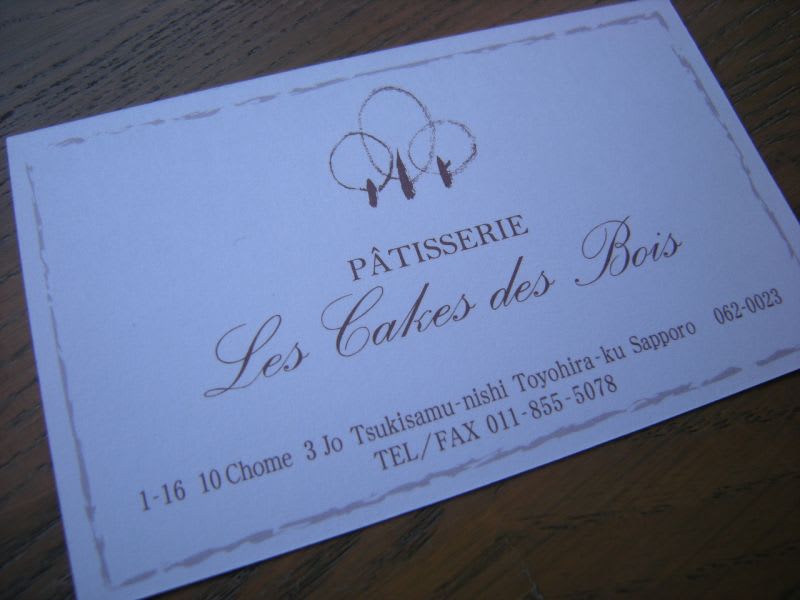 PÂTISSERIE
Les Cakes des Bois
1-16 10 Chome 3 Jo Tsukisamu-nishi Toyohira-ku Sapporo 062-0023
TEL/FAX 011-855-5078